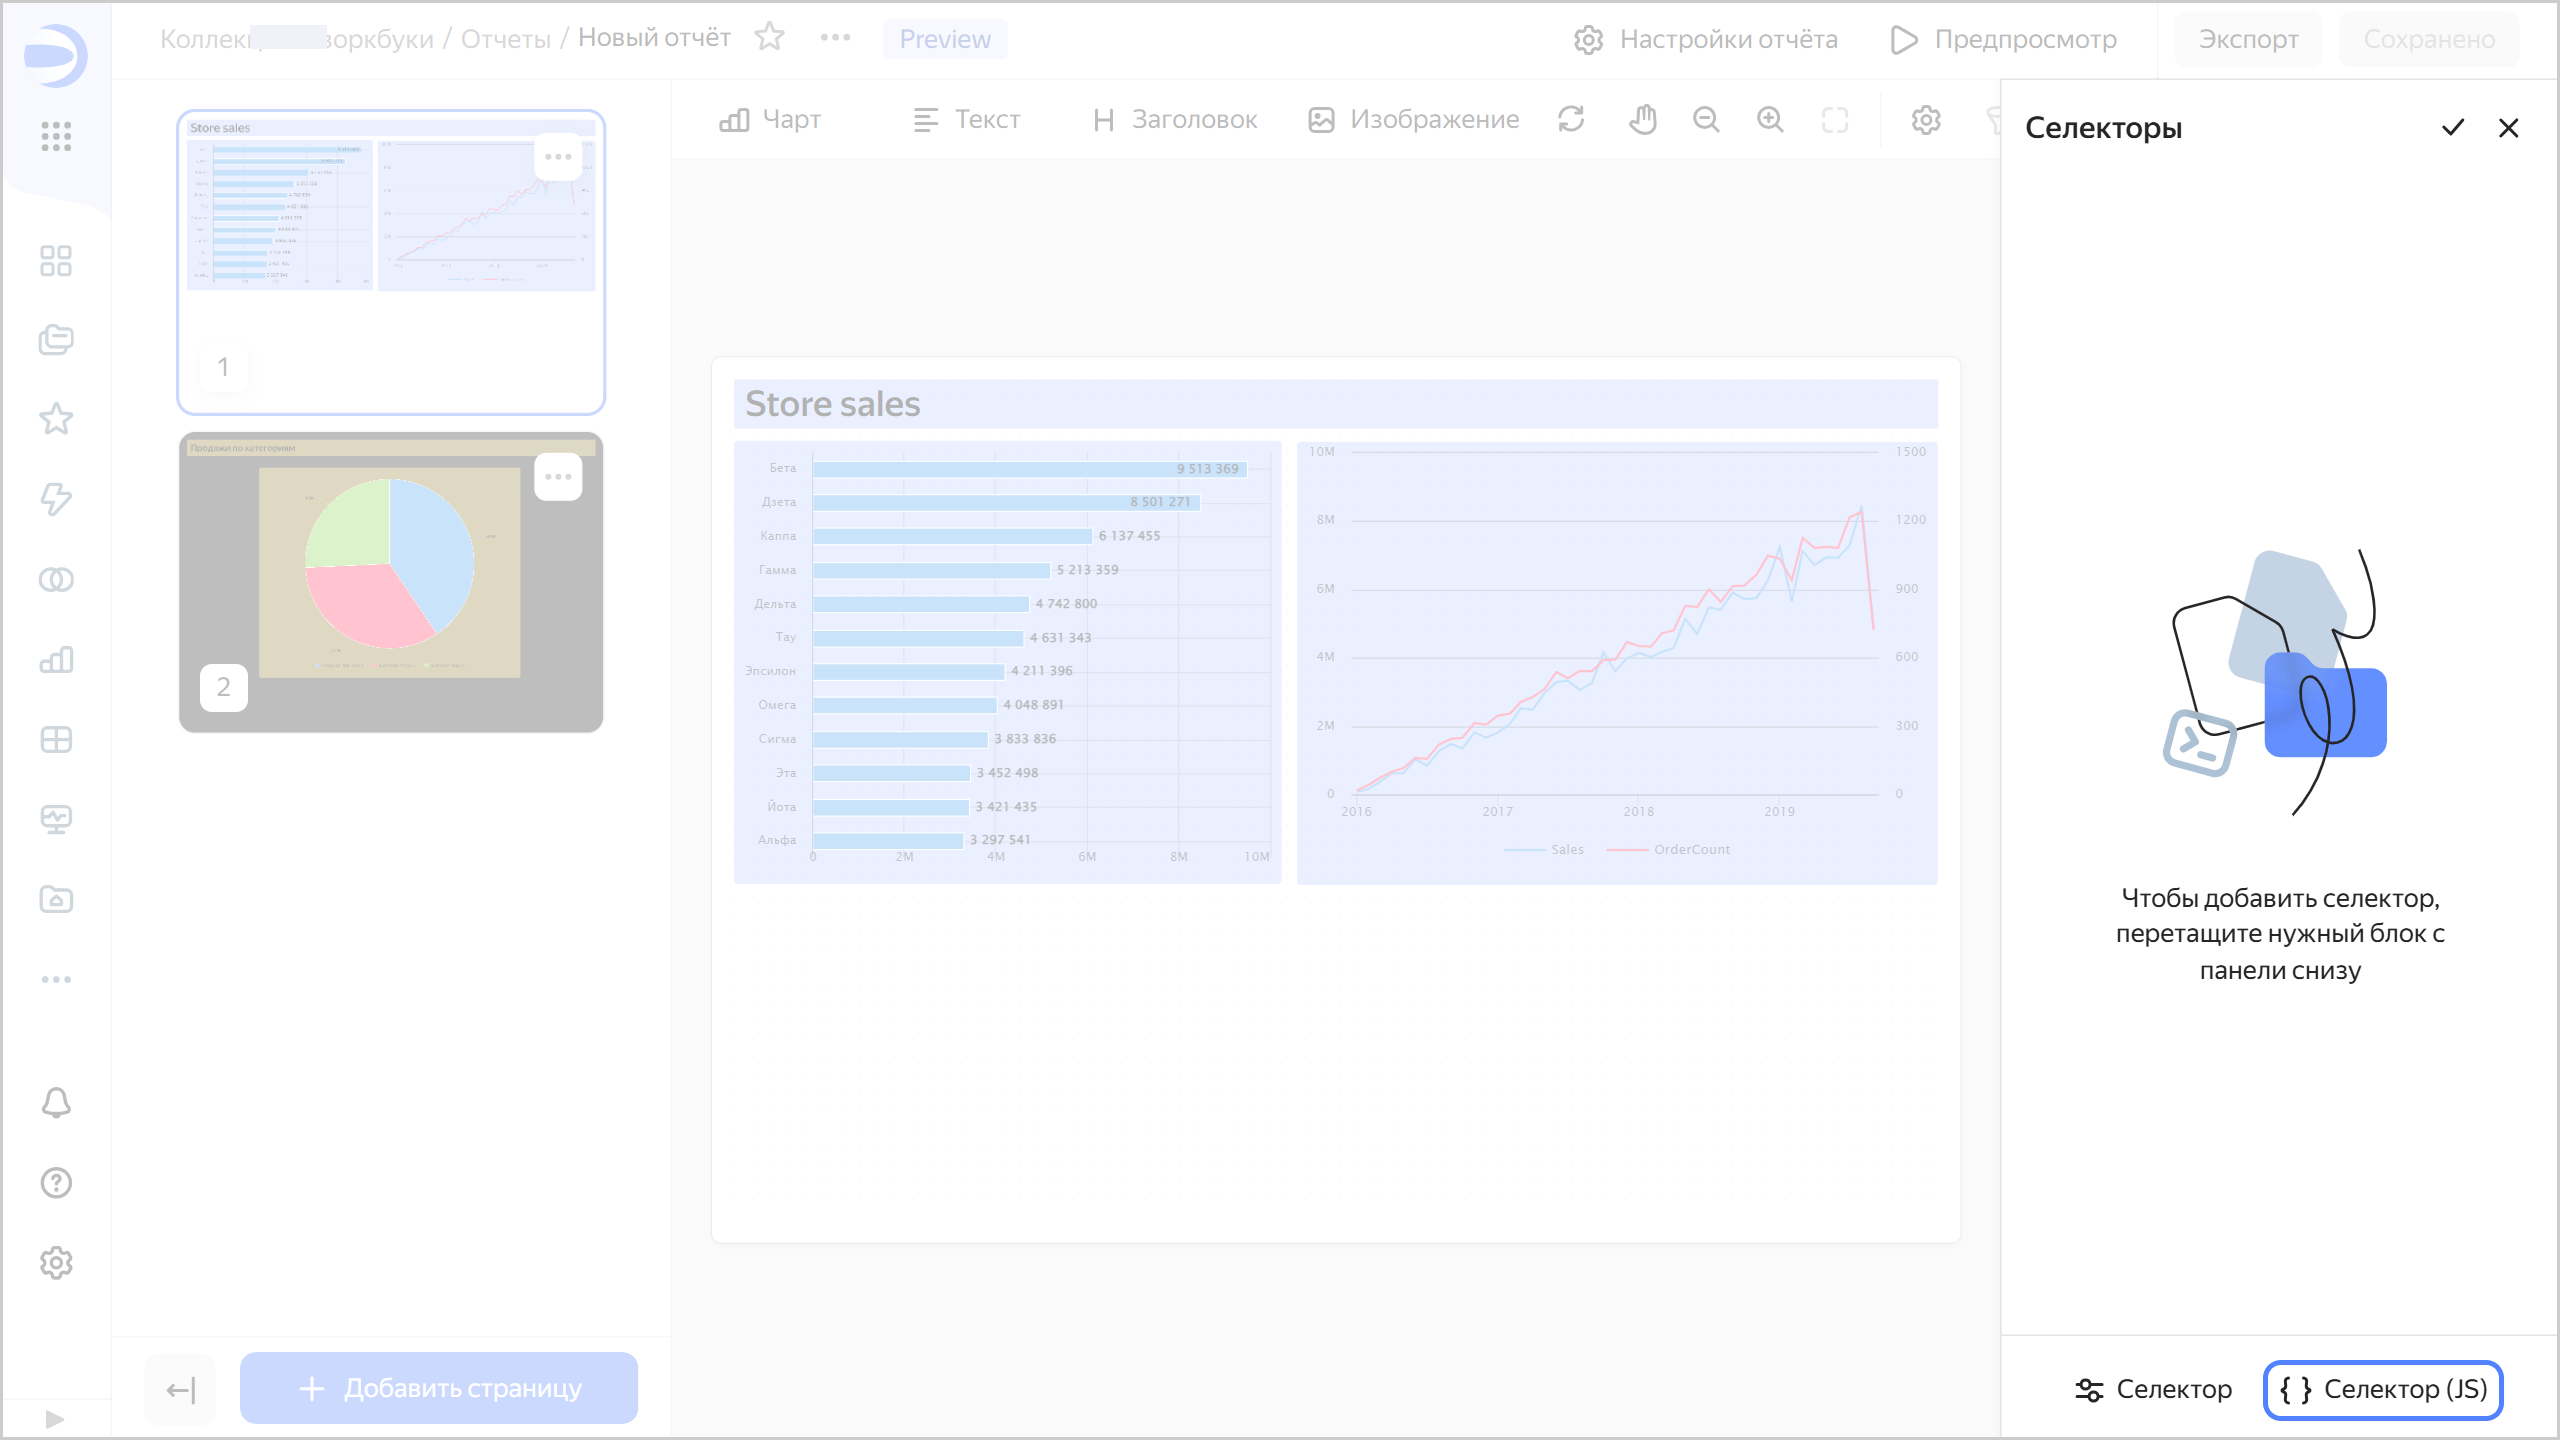 Коллек воркбуки / Отчеты / Новый отчёт
Preview
Настройки отчёта
Предпросмотр
Экспорт
Сохранено
Store sales
1
Продажи по категориям
2
Добавить страницу
Чарт
Текст
Заголовок
Изображение
Store sales
Бета 9 513 369
Дзета 8 501 271
Каппа 6 137 455
Гамма 5 213 359
Дельта 4 742 800
Тау 4 631 343
Эпсилон 4 211 396
Омега 4 048 891
Сигма 3 833 836
Эта 3 452 498
Йота 3 421 435
Альфа 3 297 541
0 2M 4M 6M 8M 10M
10M 1500
8M 1200
6M 900
4M 600
2M 300
0 0
2016 2017 2018 2019
Sales OrderCount
Селекторы
Чтобы добавить селектор,
перетащите нужный блок с
панели снизу
Селектор
{ } Селектор (JS)